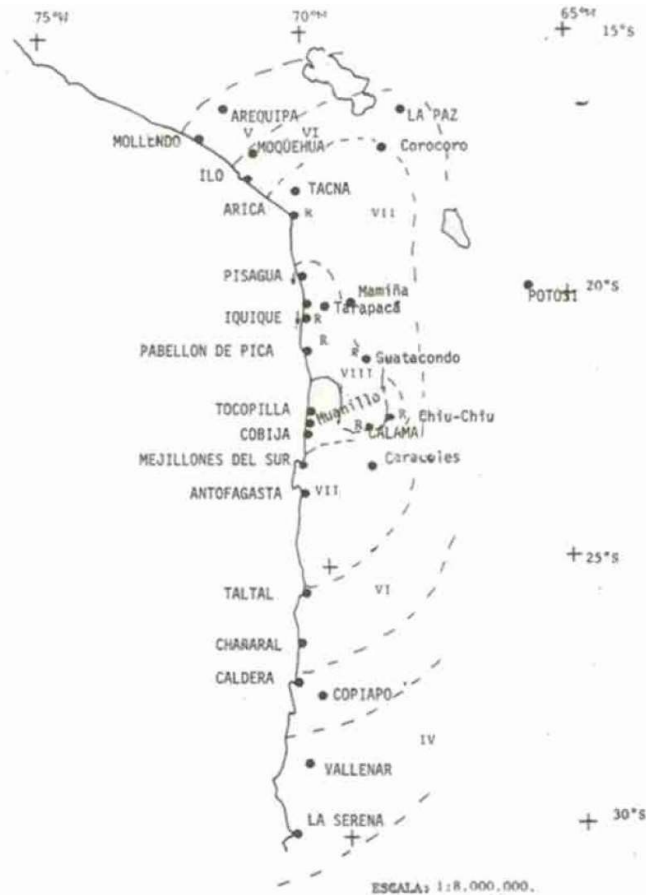 75°W 70°W 65°W
15°S
AREQUIPA LA PAZ
V VI
MOLLENDO MOQUEHUA Corocoro
ILO
TACNA
ARICA R VII
PISAGUA
Mamiña
Tarapaca 20°S
POTOSI
IQUIQUE R
R
PABELLON DE PICA R
Guatacondo
VIII
TOCOPILLA Huanillo
R Chiu-Chiu
COBIJA R CALAMA
MEJILLONES DEL SUR Caracoles
ANTOFAGASTA VII
25°S
TALTAL VI
CHAÑARAL
CALDERA
COPIAPO
IV
VALLENAR
LA SERENA 30°S
ESCALA: 1:8.000.000.